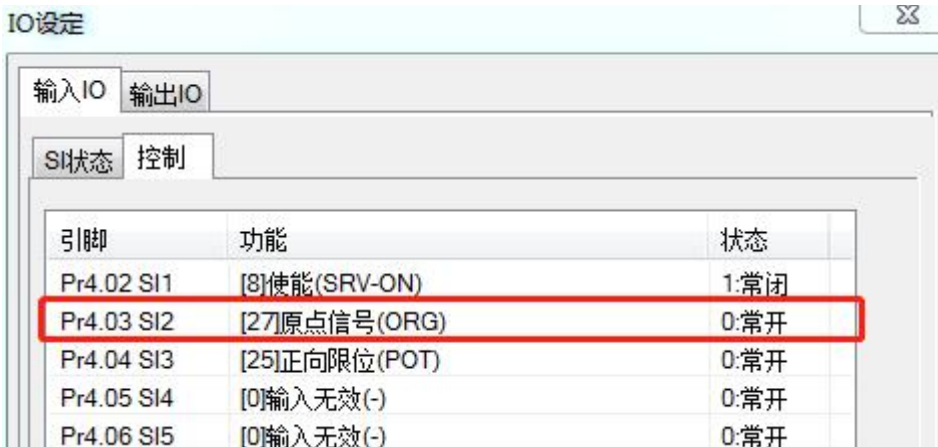 IO设定
输入IO 输出IO
SI状态 控制
引脚 功能 状态
Pr4.02 SI1 [8]使能(SRV-ON) 1:常闭
Pr4.03 SI2 [27]原点信号(ORG) 0:常开
Pr4.04 SI3 [25]正向限位(POT) 0:常开
Pr4.05 SI4 [0]输入无效(-) 0:常开
Pr4.06 SI5 [0]输入无效(-) 0:常开